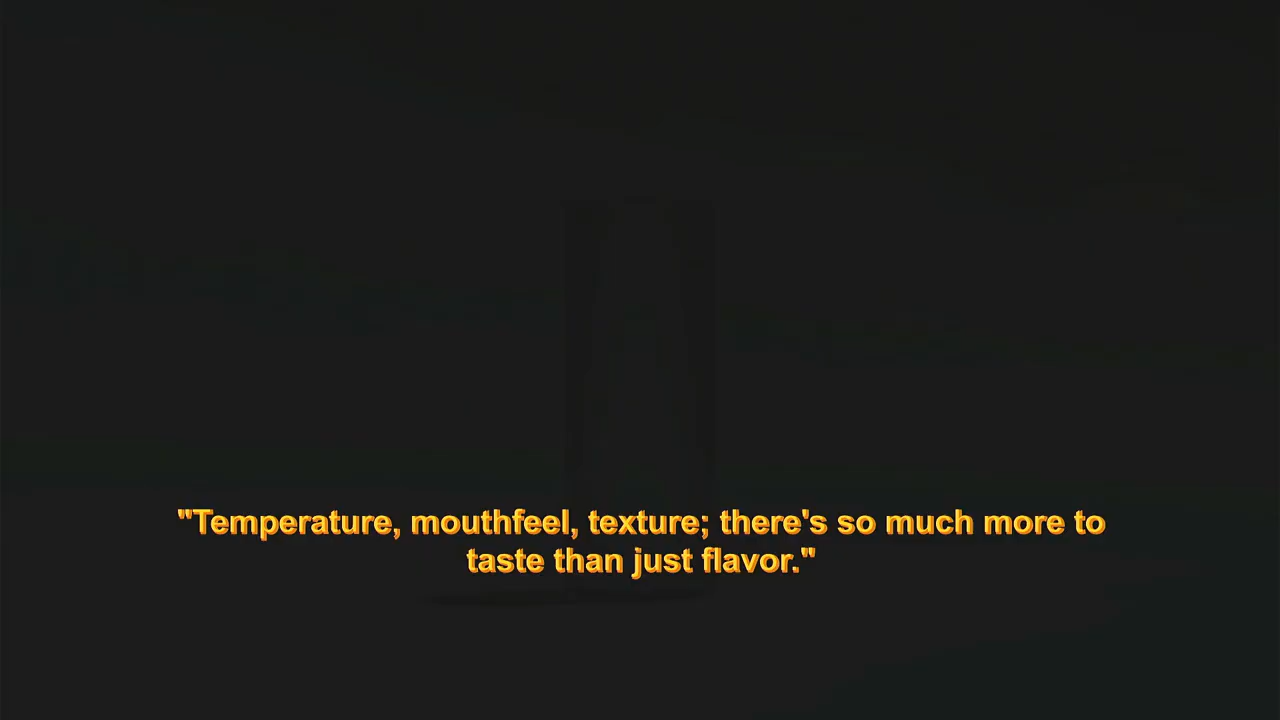 "Temperature, mouthfeel, texture; there's so much more to
taste than just flavor."